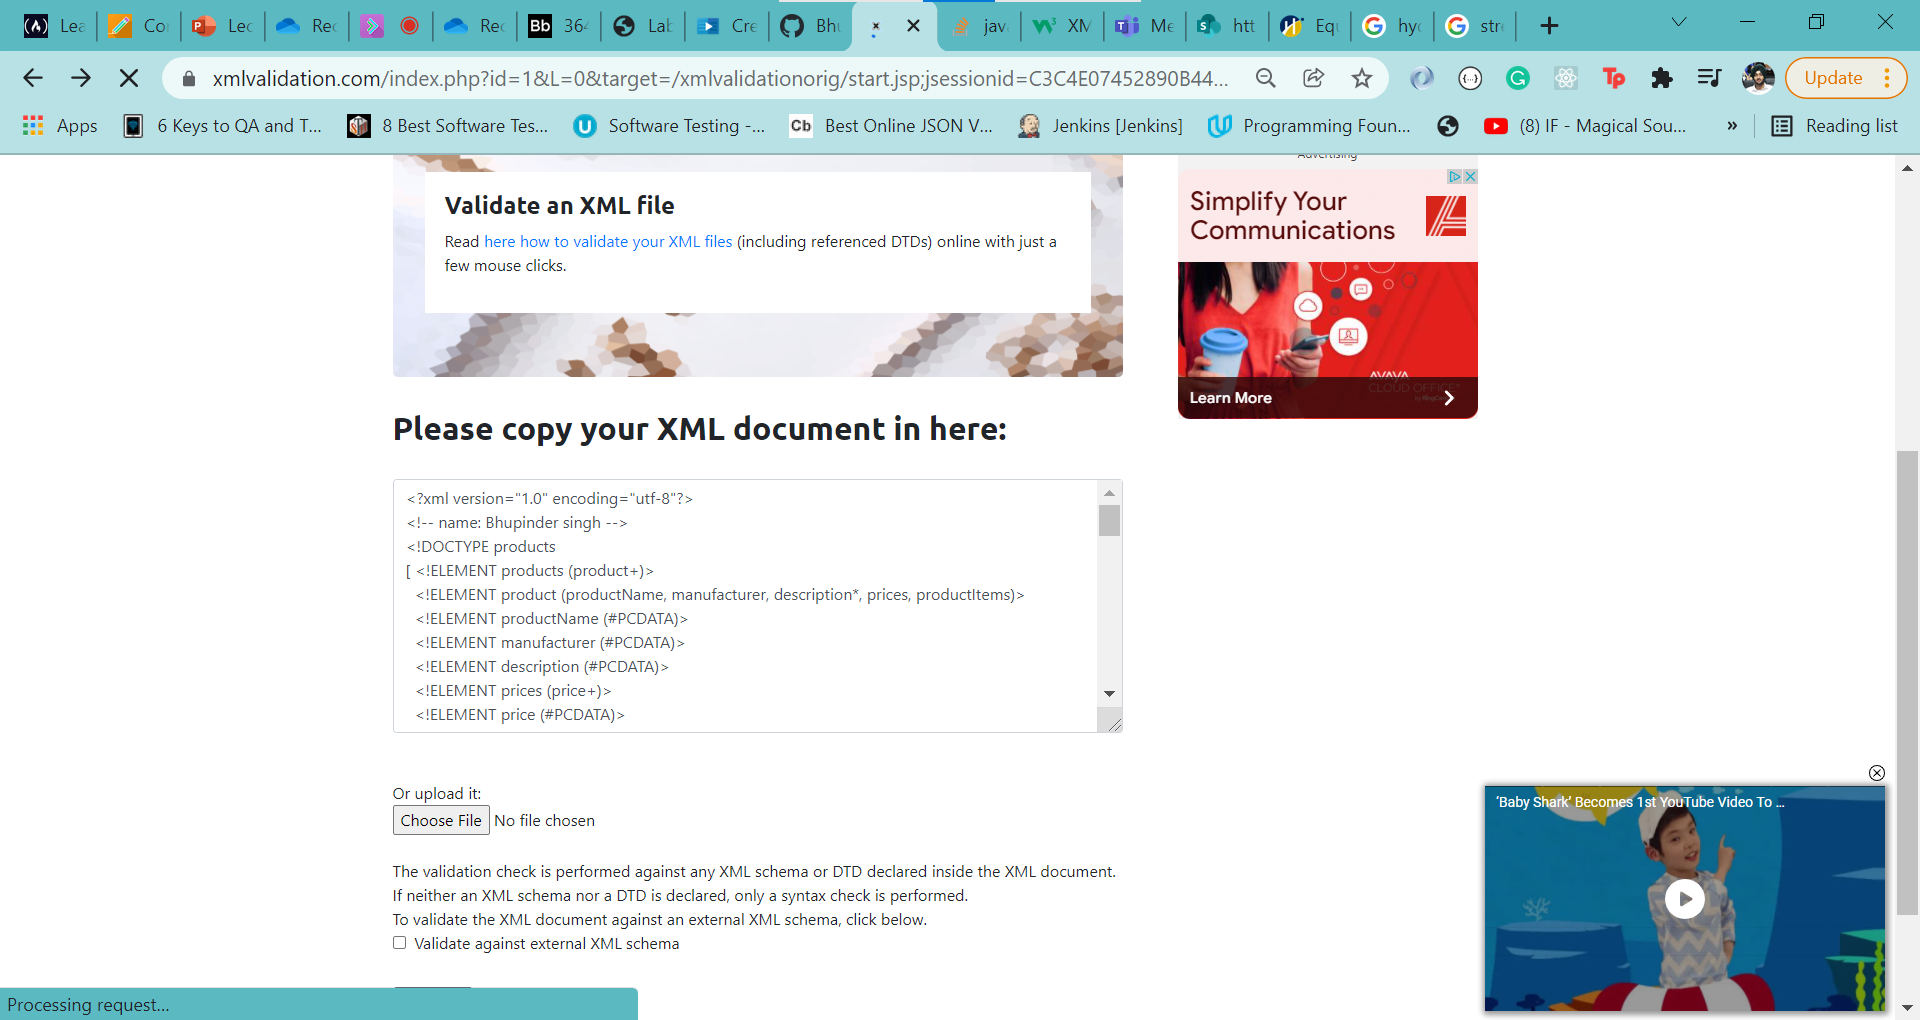 Lea
Co
Lec
Rec
Rec
Bb 364
Lab
Cre
Bhu
java
XM
Me
htt
Equ
hyd
stre
xmlvalidation.com/index.php?id=1&L=0&target=/xmlvalidationorig/start.jsp;jsessionid=C3C4E07452890B44...
Update
Apps
6 Keys to QA and T...
8 Best Software Tes...
Software Testing -...
Cb Best Online JSON V...
Jenkins [Jenkins]
Programming Foun...
(8) IF - Magical Sou...
»
Reading list
Advertising
Validate an XML file
Read here how to validate your XML files (including referenced DTDs) online with just a
few mouse clicks.
Simplify Your
Communications
AVAYA
CLOUD OFFICE
Learn More
Please copy your XML document in here:
<?xml version="1.0" encoding="utf-8"?>
<!-- name: Bhupinder singh -->
<!DOCTYPE products
[ <!ELEMENT products (product+)>
<!ELEMENT product (productName, manufacturer, description*, prices, productItems)>
<!ELEMENT productName (#PCDATA)>
<!ELEMENT manufacturer (#PCDATA)>
<!ELEMENT description (#PCDATA)>
<!ELEMENT prices (price+)>
<!ELEMENT price (#PCDATA)>
Or upload it:
Choose File No file chosen
The validation check is performed against any XML schema or DTD declared inside the XML document.
If neither an XML schema nor a DTD is declared, only a syntax check is performed.
To validate the XML document against an external XML schema, click below.
Validate against external XML schema
'Baby Shark' Becomes 1st YouTube Video To ...
Processing request...